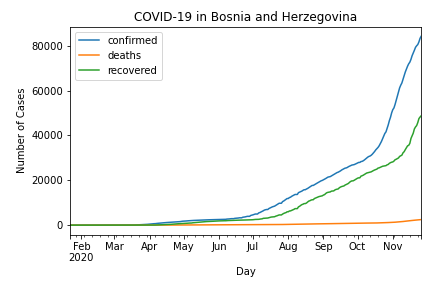 COVID-19 in Bosnia and Herzegovina
confirmed
deaths
recovered
Number of Cases
80000
60000
40000
20000
0
Feb Mar Apr May Jun Jul Aug Sep Oct Nov
2020
Day